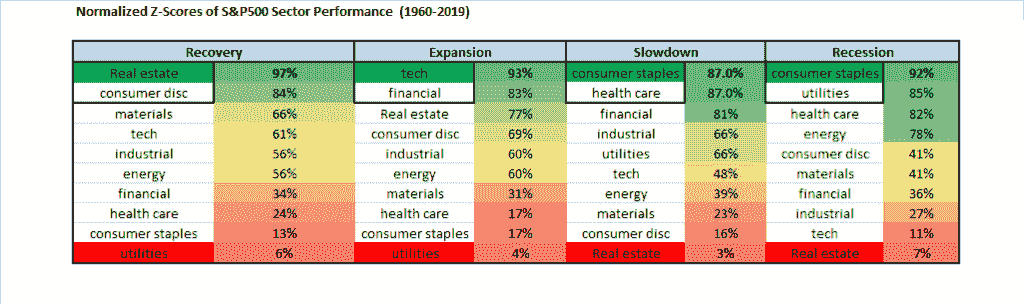 Normalized Z-Scores of S&P500 Sector Performance (1960-2019)
Recovery Expansion Slowdown Recession
Real estate 97% tech 93% consumer staples 87.0% consumer staples 92%
consumer disc 84% financial 83% health care 87.0% utilities 85%
materials 66% Real estate 77% financial 81% health care 82%
tech 61% consumer disc 69% industrial 66% energy 78%
industrial 56% industrial 60% utilities 66% consumer disc 41%
energy 56% energy 60% tech 48% materials 41%
financial 34% materials 31% energy 39% financial 36%
health care 24% health care 17% materials 23% industrial 27%
consumer staples 13% consumer staples 17% consumer disc 16% tech 11%
utilities 6% utilities 4% Real estate 3% Real estate 7%